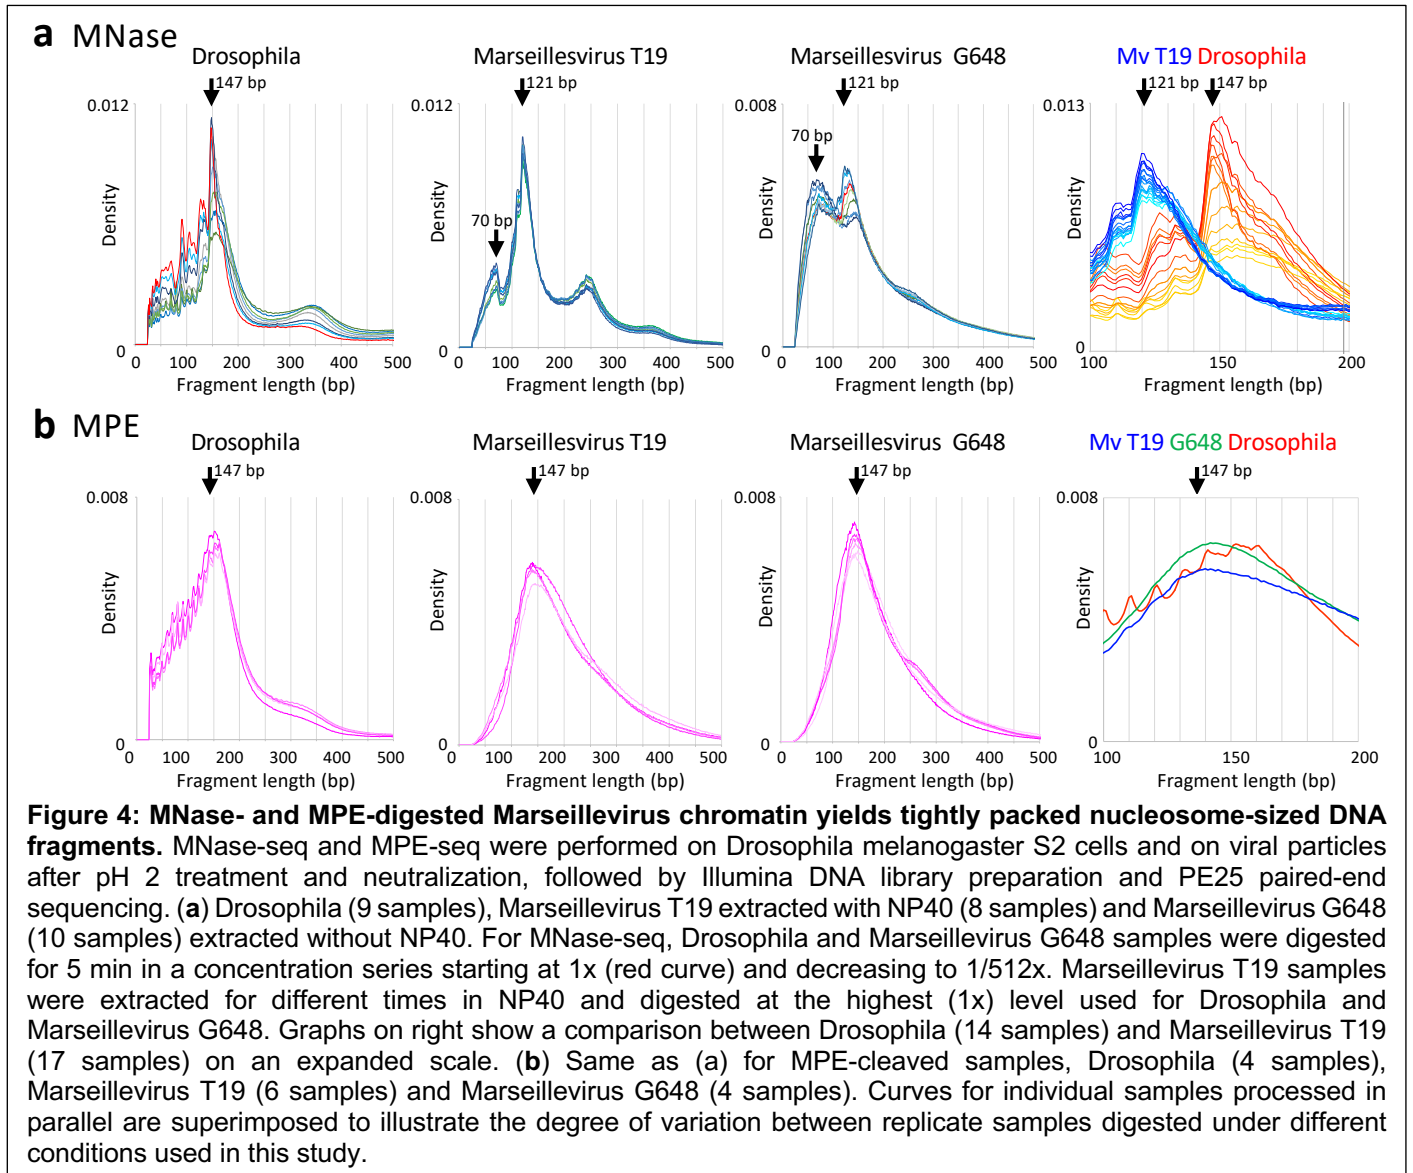 a MNase
Drosophila
147 bp
0.012
Density
0
0 100 200 300 400 500
Fragment length (bp)
Marseillesvirus T19
121 bp
0.012
70 bp
Density
0
0 100 200 300 400 500
Fragment length (bp)
Marseillesvirus G648
121 bp
0.008
70 bp
Density
0
0 100 200 300 400 500
Fragment length (bp)
Mv T19 Drosophila
121 bp 147 bp
0.013
Density
0
100 150 200
Fragment length (bp)
b MPE
Drosophila
147 bp
0.008
Density
0
0 100 200 300 400 500
Fragment length (bp)
Marseillesvirus T19
147 bp
0.008
Density
0
0 100 200 300 400 500
Fragment length (bp)
Marseillesvirus G648
147 bp
0.008
Density
0
0 100 200 300 400 500
Fragment length (bp)
Mv T19 G648 Drosophila
147 bp
0.008
Density
0
100 150 200
Fragment length (bp)
Figure 4: MNase- and MPE-digested Marseillevirus chromatin yields tightly packed nucleosome-sized DNA
fragments. MNase-seq and MPE-seq were performed on Drosophila melanogaster S2 cells and on viral particles
after pH 2 treatment and neutralization, followed by Illumina DNA library preparation and PE25 paired-end
sequencing. (a) Drosophila (9 samples), Marseillevirus T19 extracted with NP40 (8 samples) and Marseillevirus G648
(10 samples) extracted without NP40. For MNase-seq, Drosophila and Marseillevirus G648 samples were digested
for 5 min in a concentration series starting at 1x (red curve) and decreasing to 1/512x. Marseillevirus T19 samples
were extracted for different times in NP40 and digested at the highest (1x) level used for Drosophila and
Marseillevirus G648. Graphs on right show a comparison between Drosophila (14 samples) and Marseillevirus T19
(17 samples) on an expanded scale. (b) Same as (a) for MPE-cleaved samples, Drosophila (4 samples),
Marseillevirus T19 (6 samples) and Marseillevirus G648 (4 samples). Curves for individual samples processed in
parallel are superimposed to illustrate the degree of variation between replicate samples digested under different
conditions used in this study.